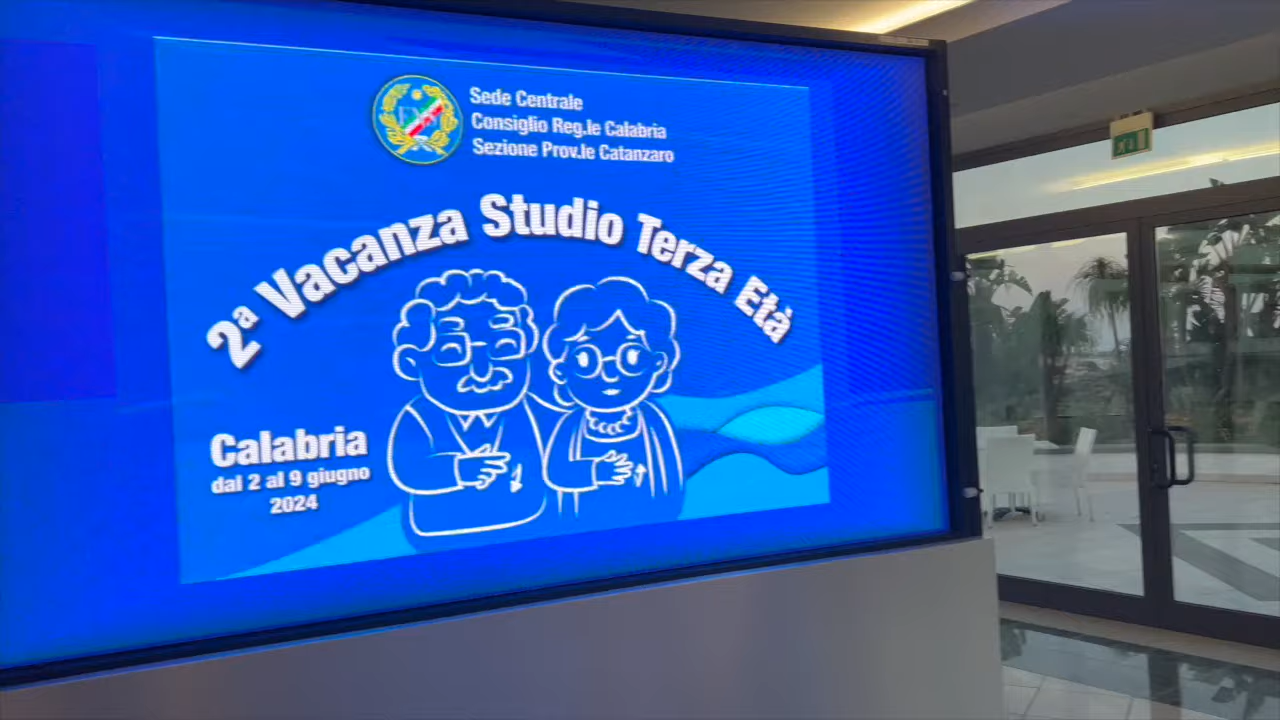 Sede Centrale
Consiglio Reg.le Calabria
Sezione Prov.le Catanzaro
2ª Vacanza Studio Terza Età
Calabria
dal 2 al 9 giugno
2024